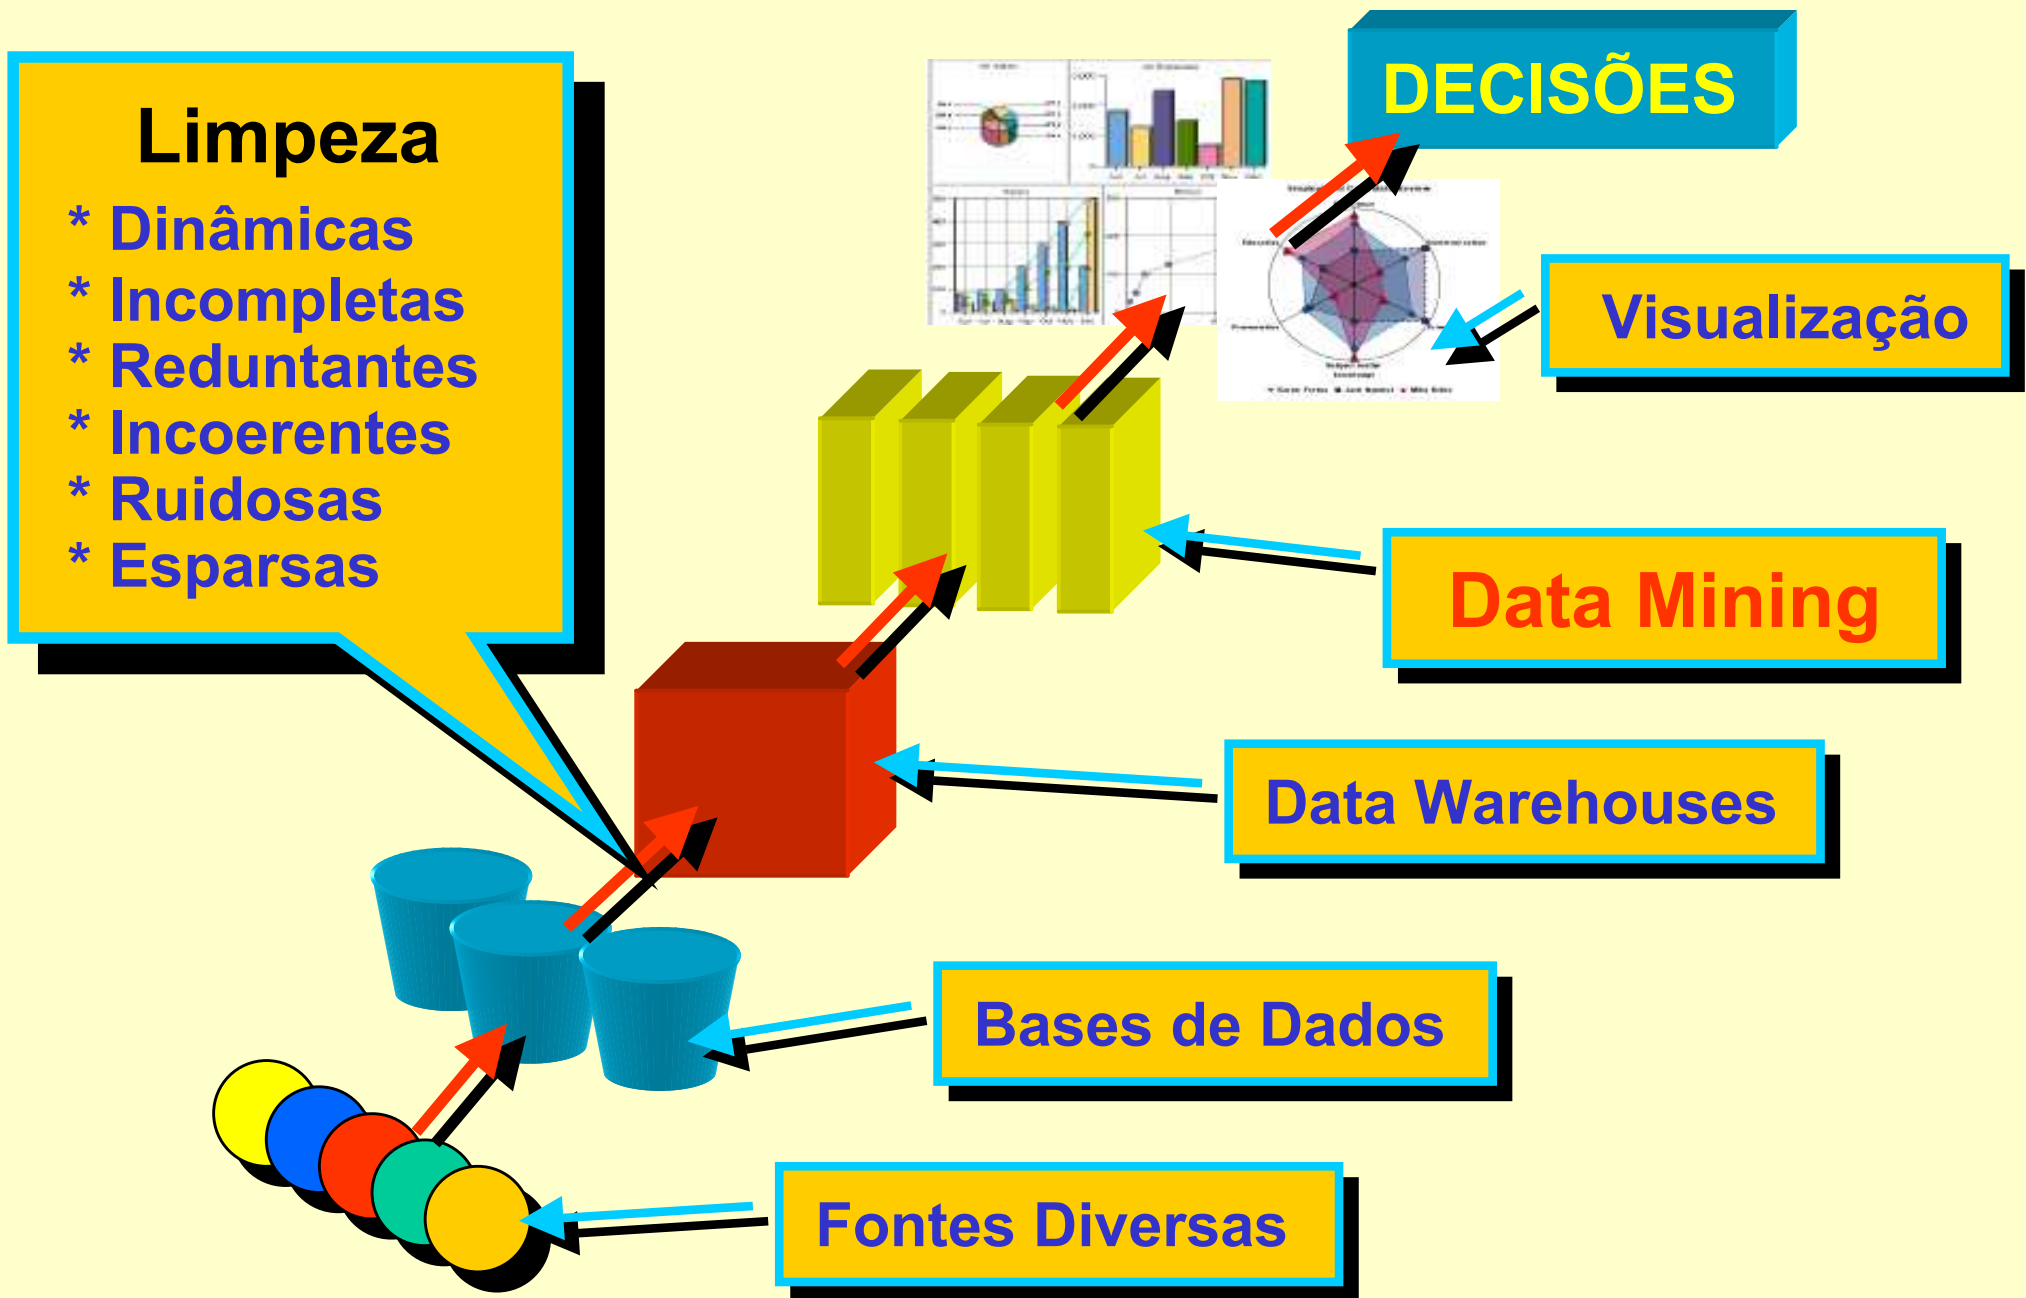 Limpeza
* Dinâmicas
* Incompletas
* Reduntantes
* Incoerentes
* Ruidosas
* Esparsas
DECISÕES
Visualização
Data Mining
Data Warehouses
Bases de Dados
Fontes Diversas